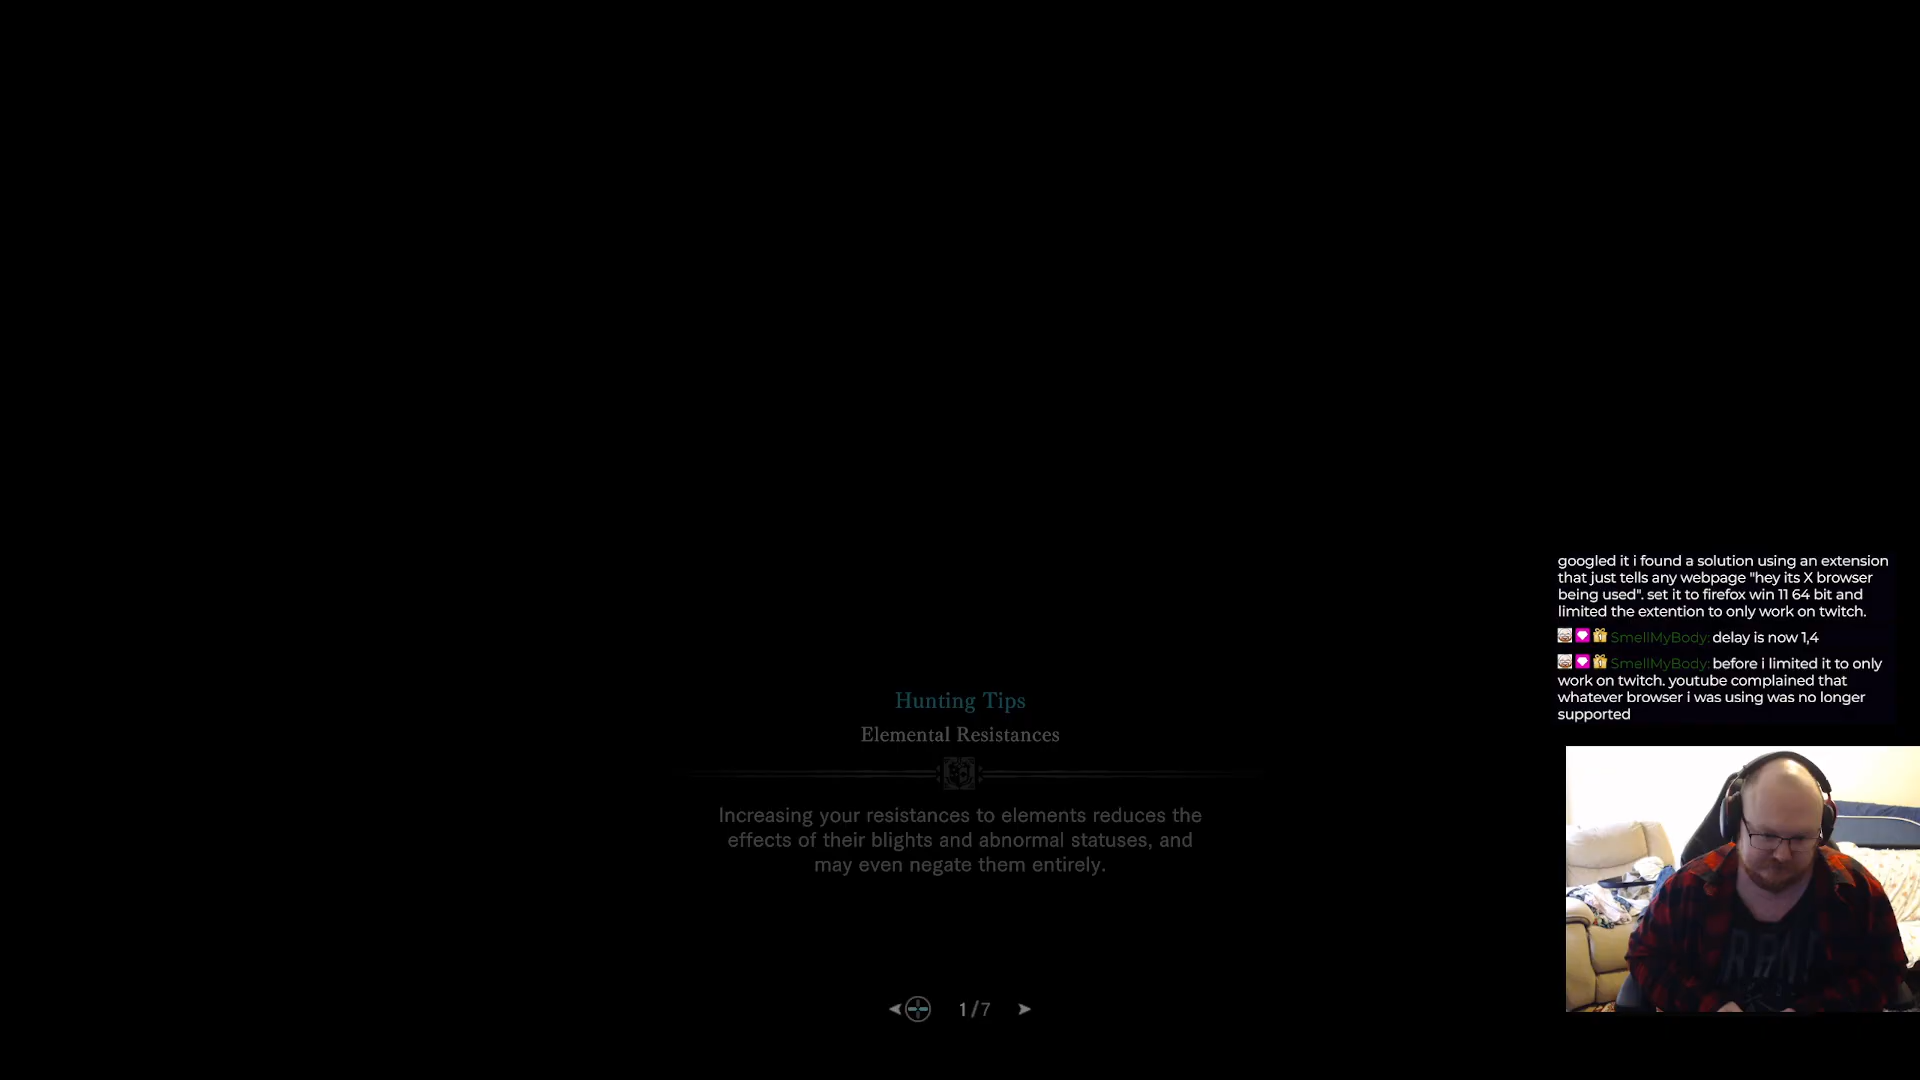 googled it i found a solution using an extension
that just tells any webpage "hey its X browser
being used". set it to firefox win 11 64 bit and
limited the extention to only work on twitch.
SmellMyBody: delay is now 1,4
SmellMyBody: before i limited it to only
work on twitch. youtube complained that
whatever browser i was using was no longer
supported
Hunting Tips
Elemental Resistances
Increasing your resistances to elements reduces the
effects of their blights and abnormal statuses, and
may even negate them entirely.
1/7